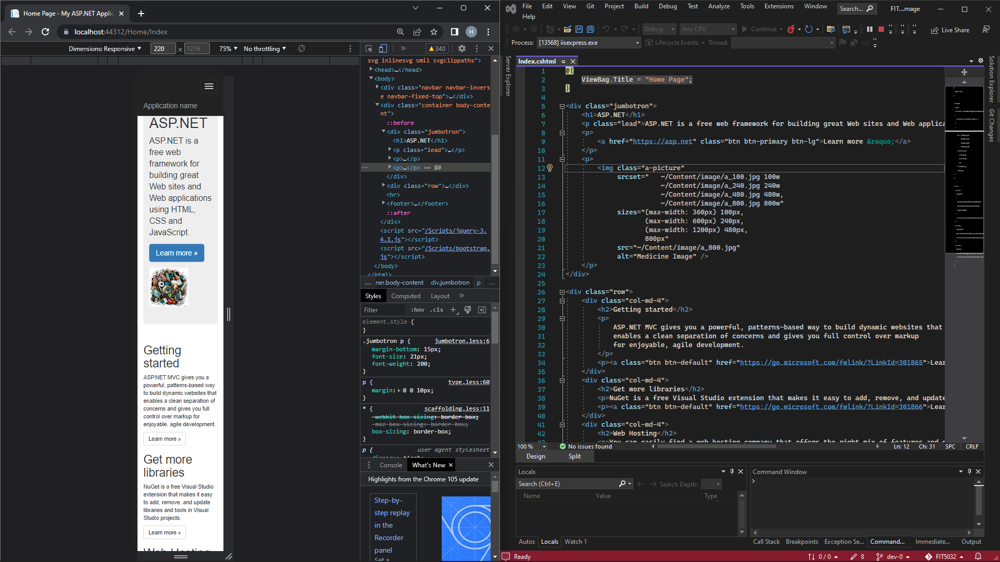 Home Page - My ASP.NET Applic
localhost:44312/Home/Index
H
Dimensions: Responsive
220
×
1216
75%
No throttling
340
Application name
ASP.NET
ASP.NET is a
free web
framework for
building great
Web sites and
Web applications
using HTML,
CSS and
JavaScript.
Learn more »
Getting
started
ASP.NET MVC gives you a
powerful, patterns-based way
to build dynamic websites that
enables a clean separation of
concerns and gives you full
control over markup for
enjoyable, agile development.
Learn more »
Get more
libraries
NuGet is a free Visual Studio
extension that makes it easy
to add, remove, and update
libraries and tools in Visual
Studio projects.
Learn more »
Web Hosting
svg inlinesvg smil svgclippaths">
<head>…</head>
<body>
<div class="navbar navbar-invers
e navbar-fixed-top">…</div>
<div class="container body-conte
nt">
::before
<div class="jumbotron">
<h1>ASP.NET</h1>
<p class="lead">…</p>
<p>…</p>
<p>…</p> == $0
</div>
<div class="row">…</div>
<hr>
<footer>…</footer>
::after
</div>
<script src="/Scripts/jquery-3.
4.1.js"></script>
<script src="/Scripts/bootstrap.
js"></script>
</body>
</html>
... ner.body-content div.jumbotron p ...
Styles Computed Layout
Filter :hov .cls
element.style {
}
.jumbotron p { jumbotron.less:6
margin-bottom: 15px;
font-size: 21px;
font-weight: 200;
}
p { type.less:60
margin: 0 0 10px;
}
* { scaffolding.less:11
-webkit-box-sizing: border-box;
-moz-box-sizing: border-box;
box-sizing: border-box;
}
p { user agent stylesheet
display: block;
Console What's New
Highlights from the Chrome 105 update
Step-by-
step replay
in the
Recorder
panel
Set a
File Edit View Git Project Build Debug Test Analyze Tools Extensions Window
Search...
FIT...mage
Help
Debug Any CPU Continue
Live Share
Process: [13568] iisexpress.exe Lifecycle Events Thread:
Server Explorer
Index.cshtml
Solution Explorer
Git Changes
1 @{
2 ViewBag.Title = "Home Page";
3 }
4
5 <div class="jumbotron">
6 <h1>ASP.NET</h1>
7 <p class="lead">ASP.NET is a free web framework for building great Web sites and Web applica
8 <p>
9 <a href="https://asp.net" class="btn btn-primary btn-lg">Learn more &raquo;</a>
10 </p>
11 <p>
12 <img class="a-picture"
13 srcset=" ~/Content/image/a_100.jpg 100w
14 ~/Content/image/a_240.jpg 240w
15 ~/Content/image/a_480.jpg 480w,
16 ~/Content/image/a_800.jpg 800w"
17 sizes="(max-width: 360px) 100px,
18 (max-width: 600px) 240px,
19 (max-width: 1200px) 480px,
20 800px"
21 src="~/Content/image/a_800.jpg"
22 alt="Medicine Image" />
23 </p>
24 </div>
25
26 <div class="row">
27 <div class="col-md-4">
28 <h2>Getting started</h2>
29 <p>
30 ASP.NET MVC gives you a powerful, patterns-based way to build dynamic websites that
31 enables a clean separation of concerns and gives you full control over markup
32 for enjoyable, agile development.
33 </p>
34 <p><a class="btn btn-default" href="https://go.microsoft.com/fwlink/?LinkId=301865">Lear
35 </div>
36 <div class="col-md-4">
37 <h2>Get more libraries</h2>
38 <p>NuGet is a free Visual Studio extension that makes it easy to add, remove, and update
39 <p><a class="btn btn-default" href="https://go.microsoft.com/fwlink/?LinkId=301866">Lear
40 </div>
41 <div class="col-md-4">
42 <h2>Web Hosting</h2>
<p>You can easily find a web hosting company that offers the right mix of features and
100 % No issues found Ln: 12 Ch: 31 SPC CRLF
Design Split
Locals
Search (Ctrl+E) Search Depth:
Name Value Type
Autos Locals Watch 1
Command Window
>
Call Stack Breakpoints Exception Se... Command... Immediate... Output
Ready 0 / 0 8 dev-0 FIT5032